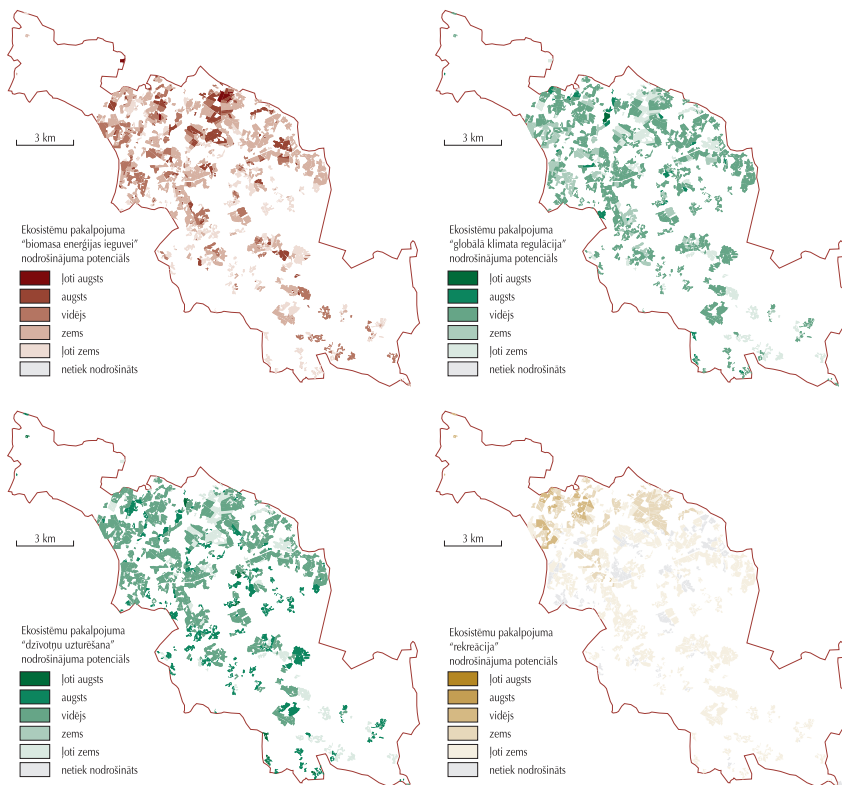 3 km
Ekosistēmu pakalpojuma
“biomasa enerģijas ieguvei”
nodrošinājuma potenciāls
ļoti augsts
augsts
vidējs
zems
ļoti zems
netiek nodrošināts
3 km
Ekosistēmu pakalpojuma
“globālā klimata regulācija”
nodrošinājuma potenciāls
ļoti augsts
augsts
vidējs
zems
ļoti zems
netiek nodrošināts
3 km
Ekosistēmu pakalpojuma
“dzīvotņu uzturēšana”
nodrošinājuma potenciāls
ļoti augsts
augsts
vidējs
zems
ļoti zems
netiek nodrošināts
3 km
Ekosistēmu pakalpojuma
“rekreācija”
nodrošinājuma potenciāls
ļoti augsts
augsts
vidējs
zems
ļoti zems
netiek nodrošināts